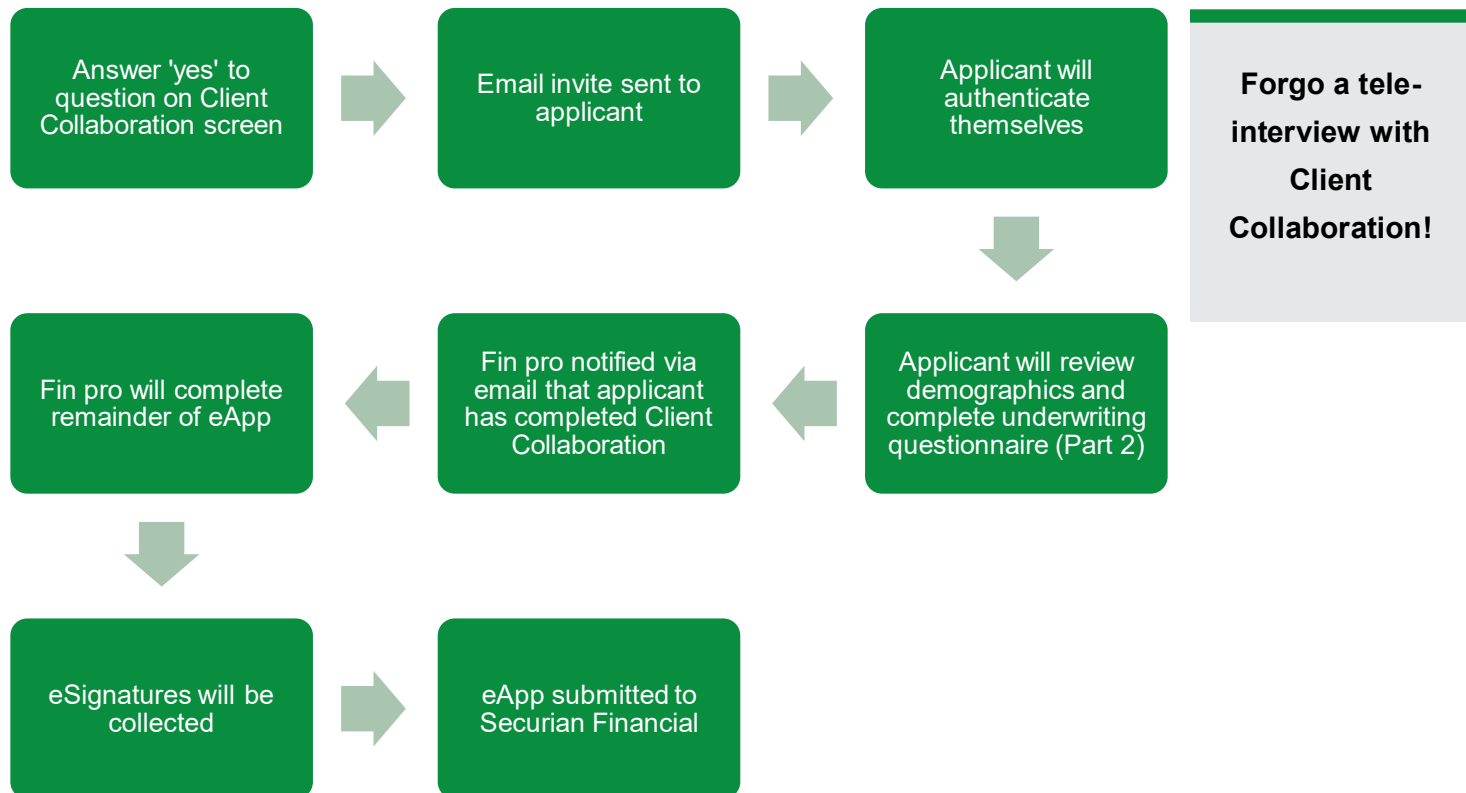 Answer 'yes' to
question on Client
Collaboration screen
Email invite sent to
applicant
Applicant will
authenticate
themselves
Forgo a tele-
interview with
Client
Collaboration!
Applicant will review
demographics and
complete underwriting
questionnaire (Part 2)
Fin pro notified via
email that applicant
has completed Client
Collaboration
Fin pro will complete
remainder of eApp
eSignatures will be
collected
eApp submitted to
Securian Financial